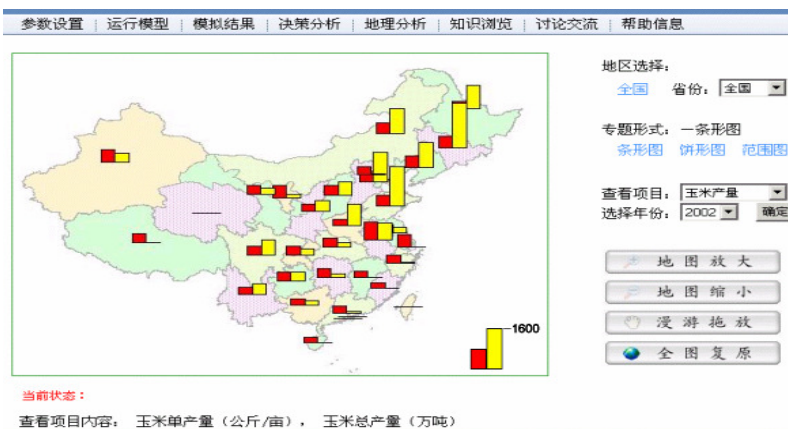 参数设置 | 运行模型 | 模拟结果 | 决策分析 | 地理分析 | 知识浏览 | 讨论交流 | 帮助信息
地区选择：
全国 省份：全国
专题形式：—条形图
条形图 饼形图 范围图
查看项目：玉米产量
选择年份：2002 确定
地图放大
地图缩小
漫游拖放
全图复原
1600
当前状态：
查看项目内容： 玉米单产量（公斤/亩）， 玉米总产量（万吨）